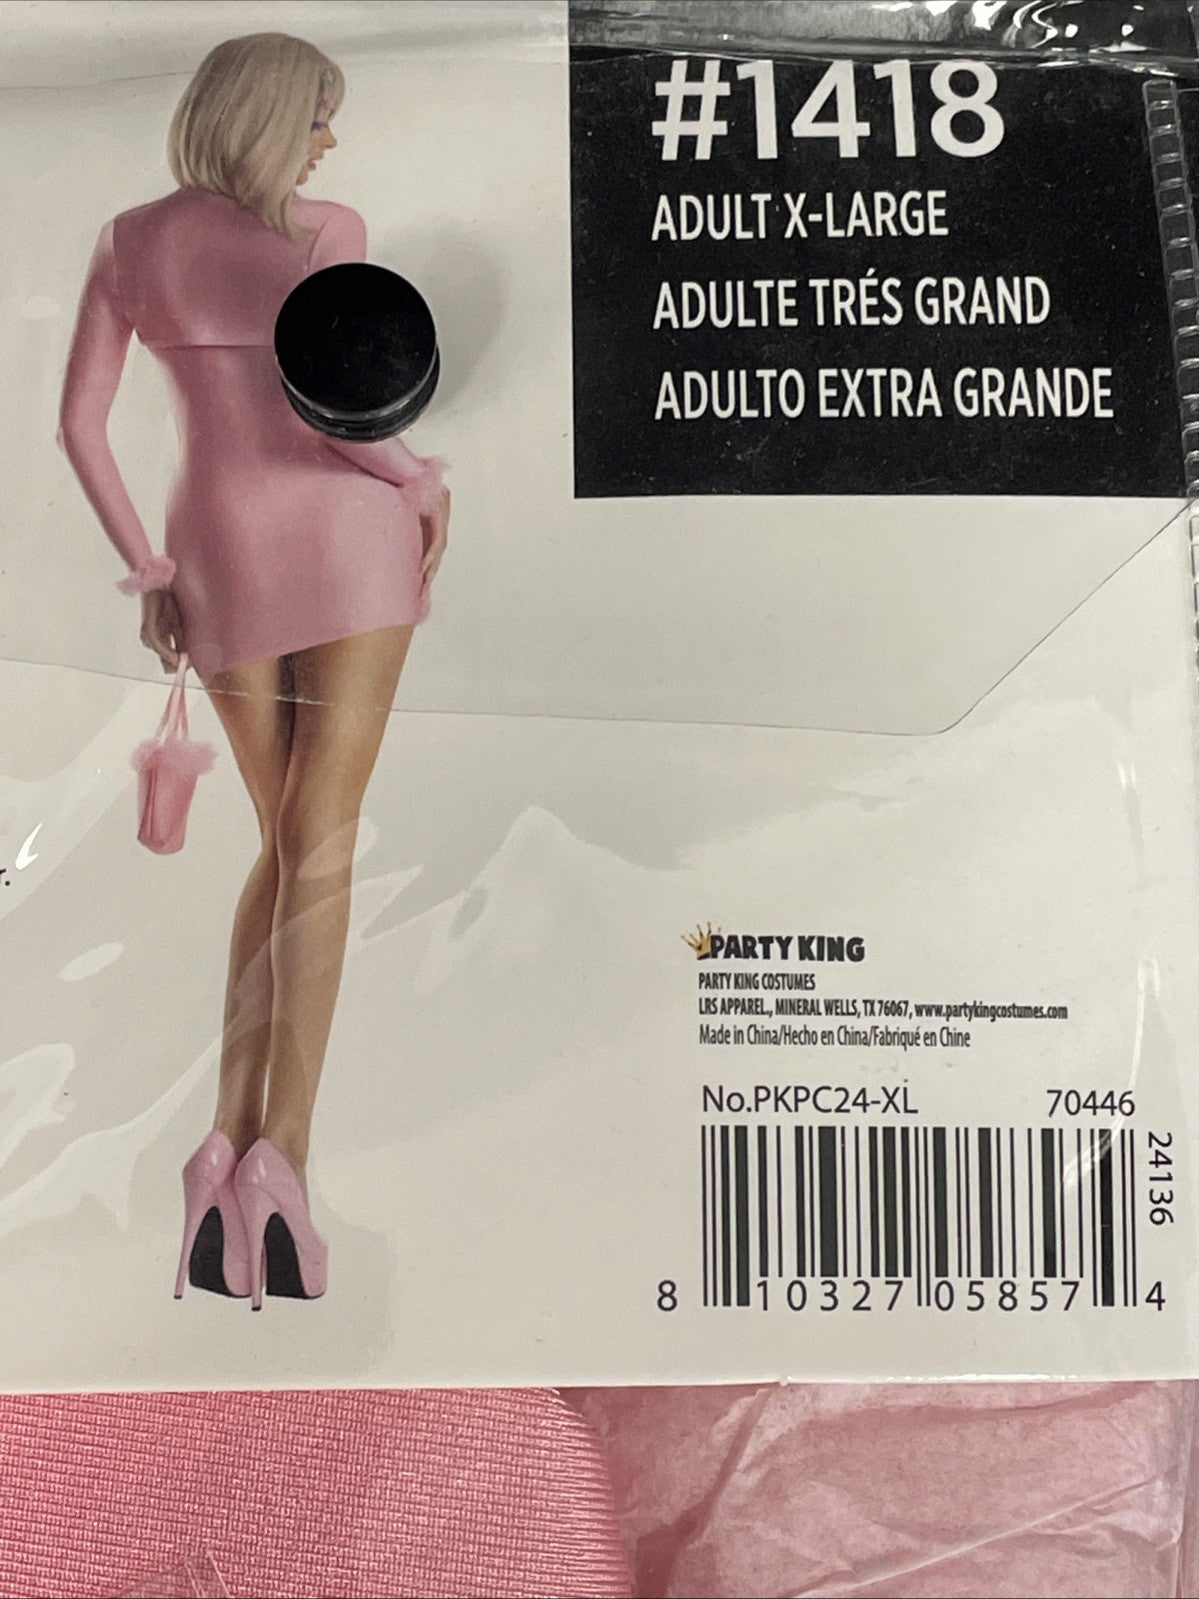 #1418
ADULT X-LARGE
ADULTE TRÉS GRAND
ADULTO EXTRA GRANDE
r.
PARTY KING
PARTY KING COSTUMES
LRS APPAREL., MINERAL WELLS, TX 76067, www.partykingcostumes.com
Made in China/Hecho en China/Fabriqué en Chine
No.PKPC24-XL 70446
24136
8 10327 05857 4